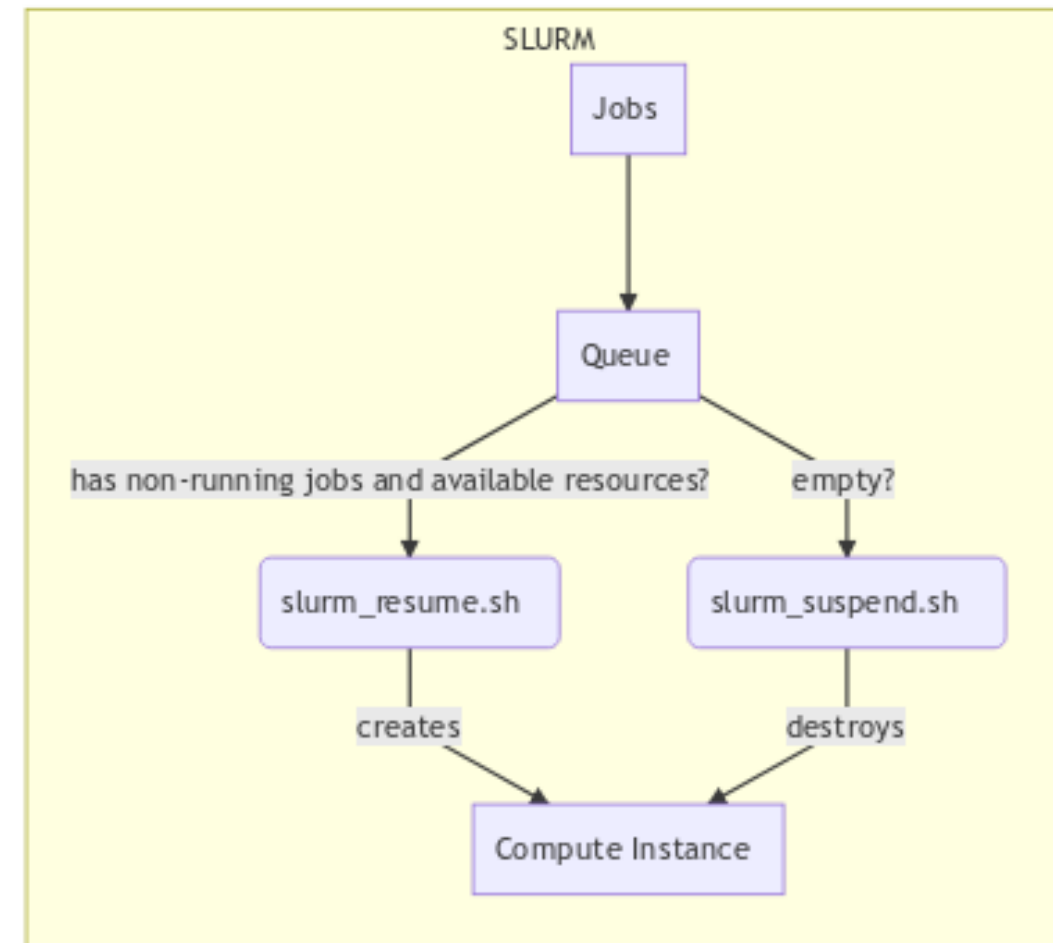 SLURM
Jobs
Queue
has non-running jobs and available resources?
empty?
slurm_resume.sh
slurm_suspend.sh
creates
destroys
Compute Instance